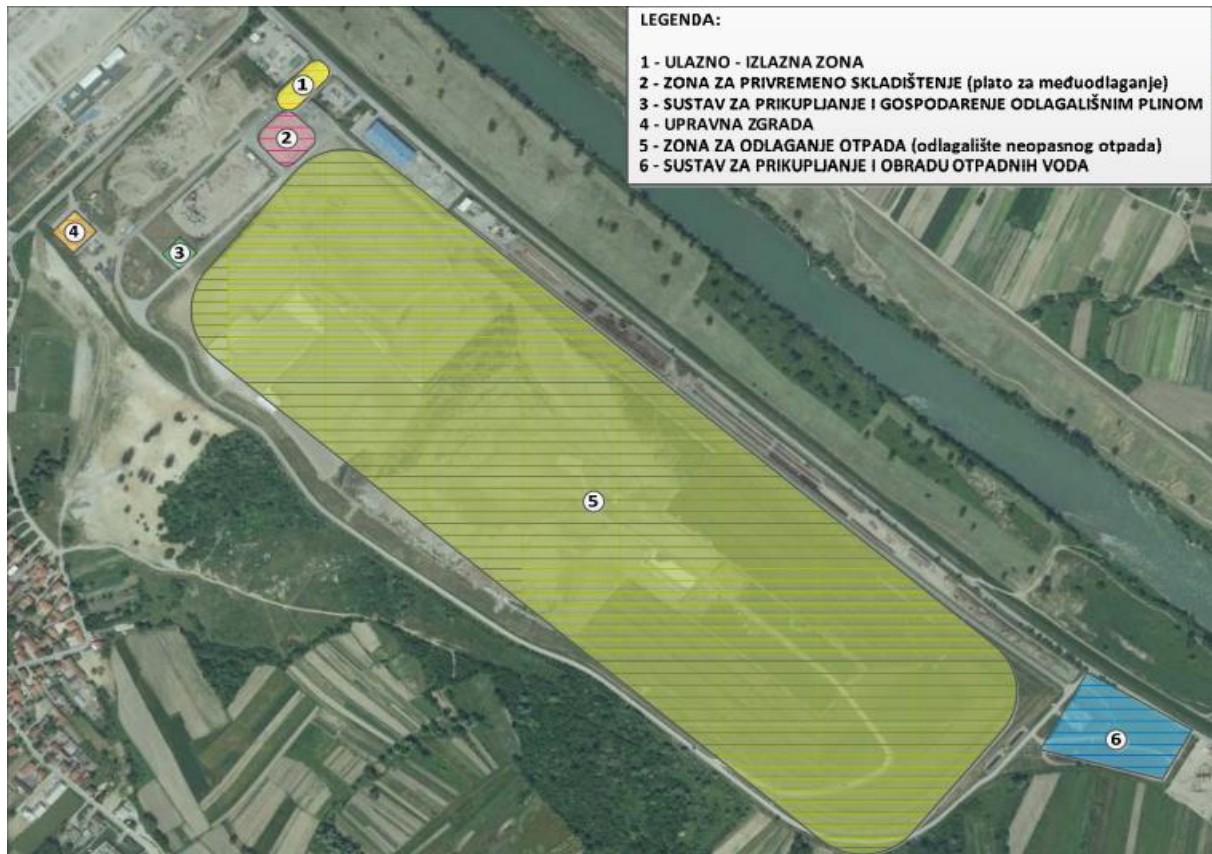 LEGENDA:
1 - ULAZNO - IZLAZNA ZONA
2 - ZONA ZA PRIVREMENO SKLADIŠTENJE (plato za međuodlaganje)
3 - SUSTAV ZA PRIKUPLJANJE I GOSPODARENJE ODLAGALIŠNIM PLINOM
4 - UPRAVNA ZGRADA
5 - ZONA ZA ODLAGANJE OTPADA (odlagalište neopasnog otpada)
6 - SUSTAV ZA PRIKUPLJANJE I OBRADU OTPADNIH VODA
1
2
4
3
5
6